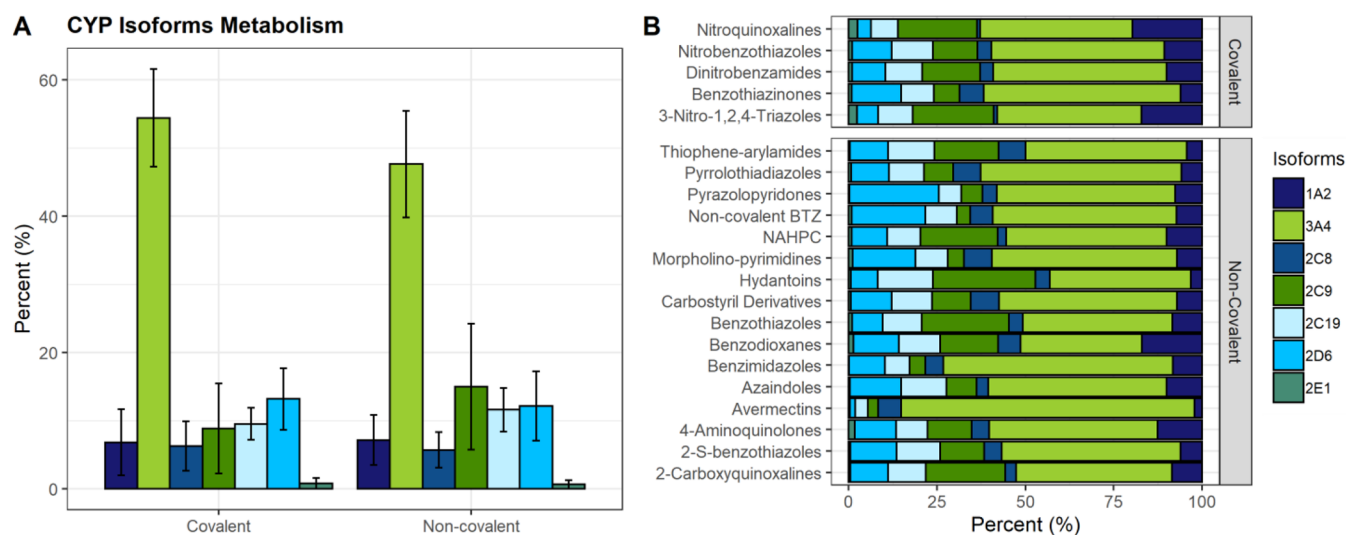 A
CYP Isoforms Metabolism
Percent (%)
60
40
20
0
Covalent
Non-covalent
B
Nitroquinoxalines
Nitrobenzothiazoles
Dinitrobenzamides
Benzothiazinones
3-Nitro-1,2,4-Triazoles
Covalent
Thiophene-arylamides
Pyrrolothiadiazoles
Pyrazolopyridones
Non-covalent BTZ
NAHPC
Morpholino-pyrimidines
Hydantoins
Carbostyril Derivatives
Benzothiazoles
Benzodioxanes
Benzimidazoles
Azaindoles
Avermectins
4-Aminoquinolones
2-S-benzothiazoles
2-Carboxyquinoxalines
Non-Covalent
0
25
50
75
100
Percent (%)
Isoforms
1A2
3A4
2C8
2C9
2C19
2D6
2E1